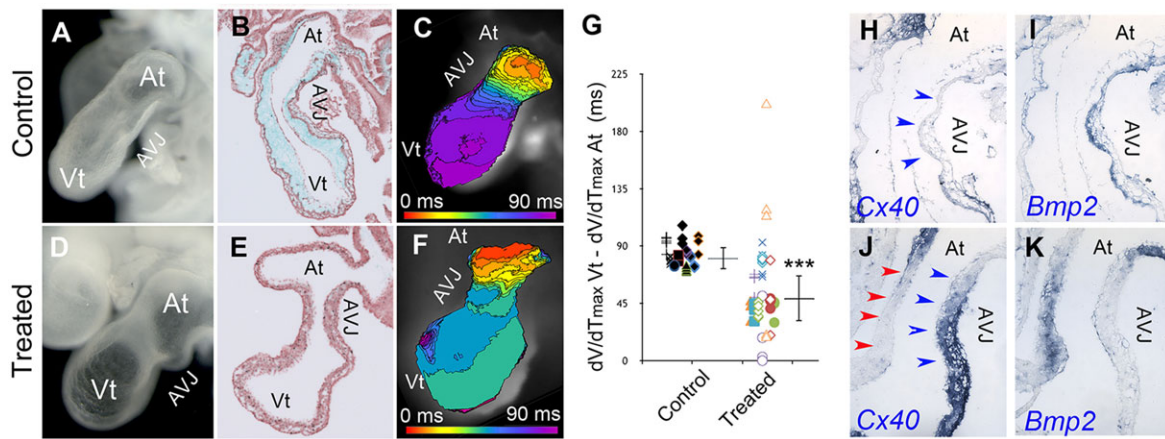 Control
Treated
A
At
AVJ
Vt
B
At
AVJ
Vt
C
At
AVJ
Vt
0 ms 90 ms
D
At
Vt
AVJ
E
At
AVJ
Vt
F
At
AVJ
Vt
0 ms 90 ms
G
dV/dTmax Vt - dV/dTmax At (ms)
225
180
135
90
45
0
***
Control
Treated
H
At
AVJ
Cx40
I
At
AVJ
Bmp2
J
At
AVJ
Cx40
K
At
AVJ
Bmp2